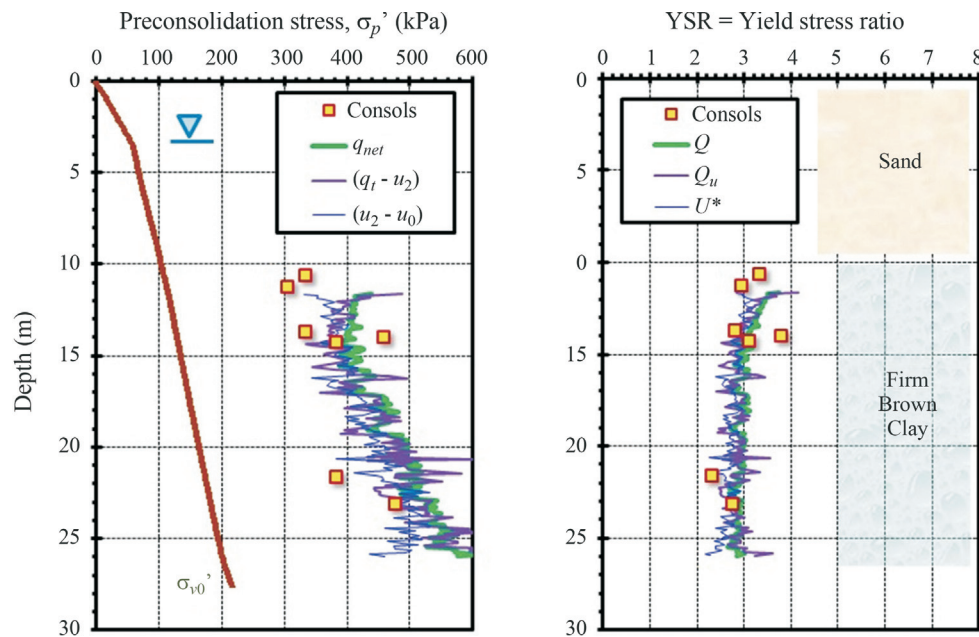 Preconsolidation stress, σp’ (kPa)
0 100 200 300 400 500 600
0
5
10
15
20
25
30
Depth (m)
Consols
qnet
(qt - u2)
(u2 - u0)
σv0’
YSR = Yield stress ratio
0 1 2 3 4 5 6 7 8
0
5
0
15
20
25
30
Consols
Q
Qu
U*
Sand
Firm
Brown
Clay